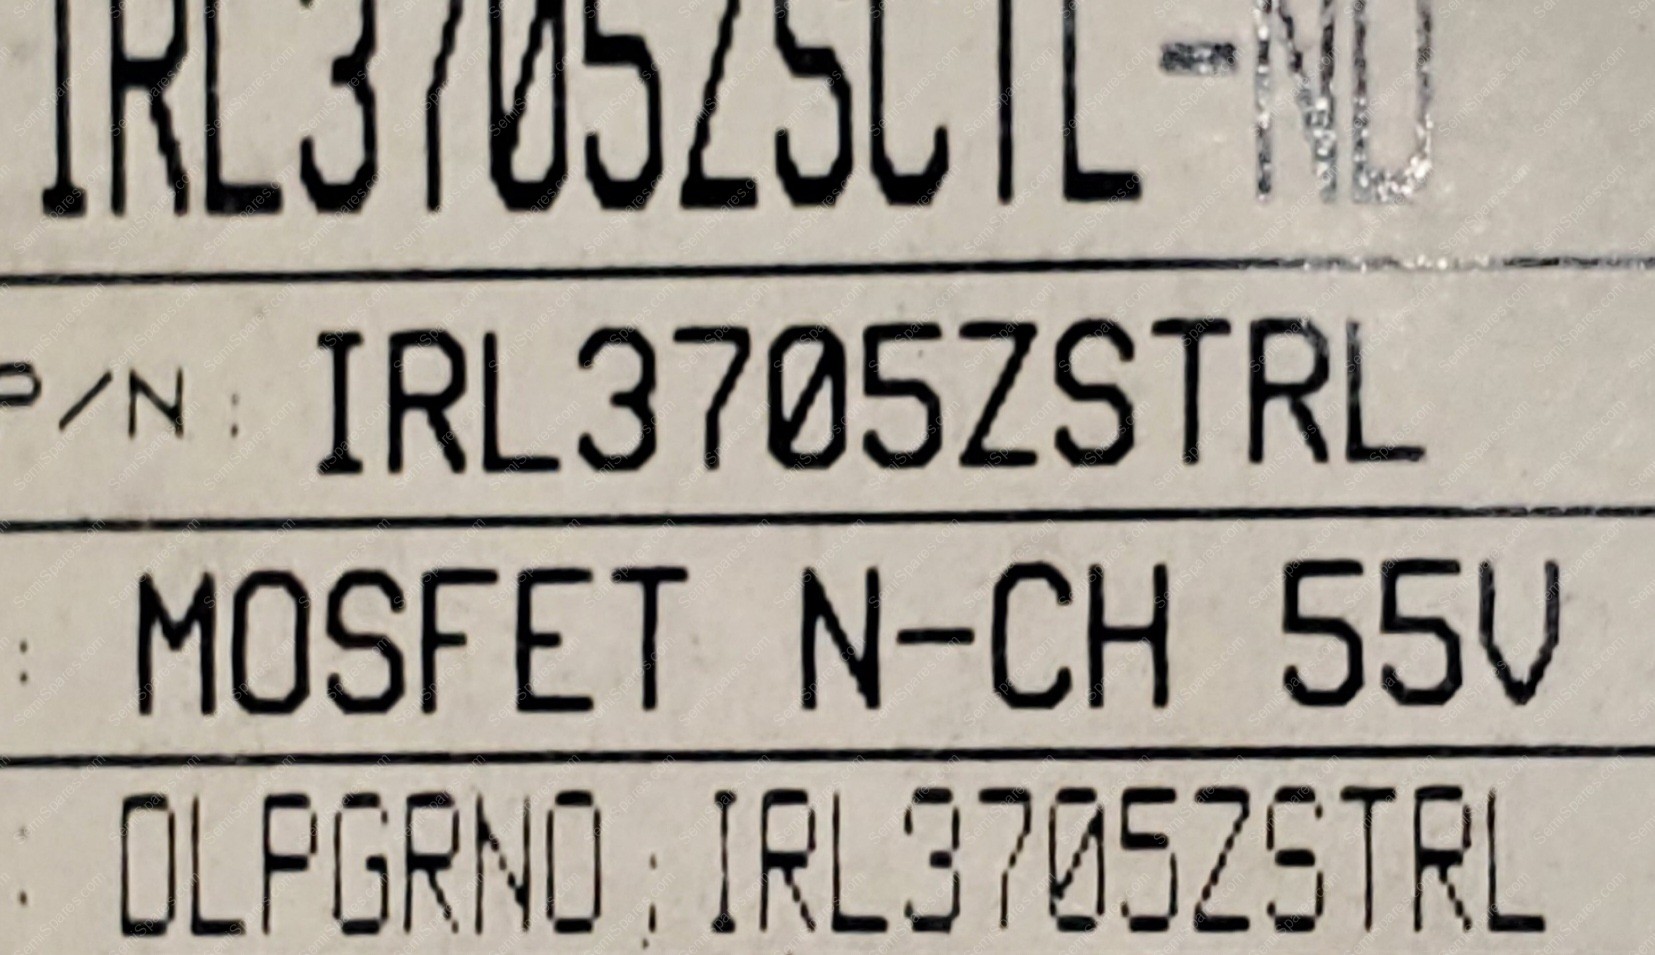 IRL3705ZSCTL-ND
P/N: IRL3705ZSTRL
: MOSFET N-CH 55V
: OLPGRNO; IRL3705ZSTRL